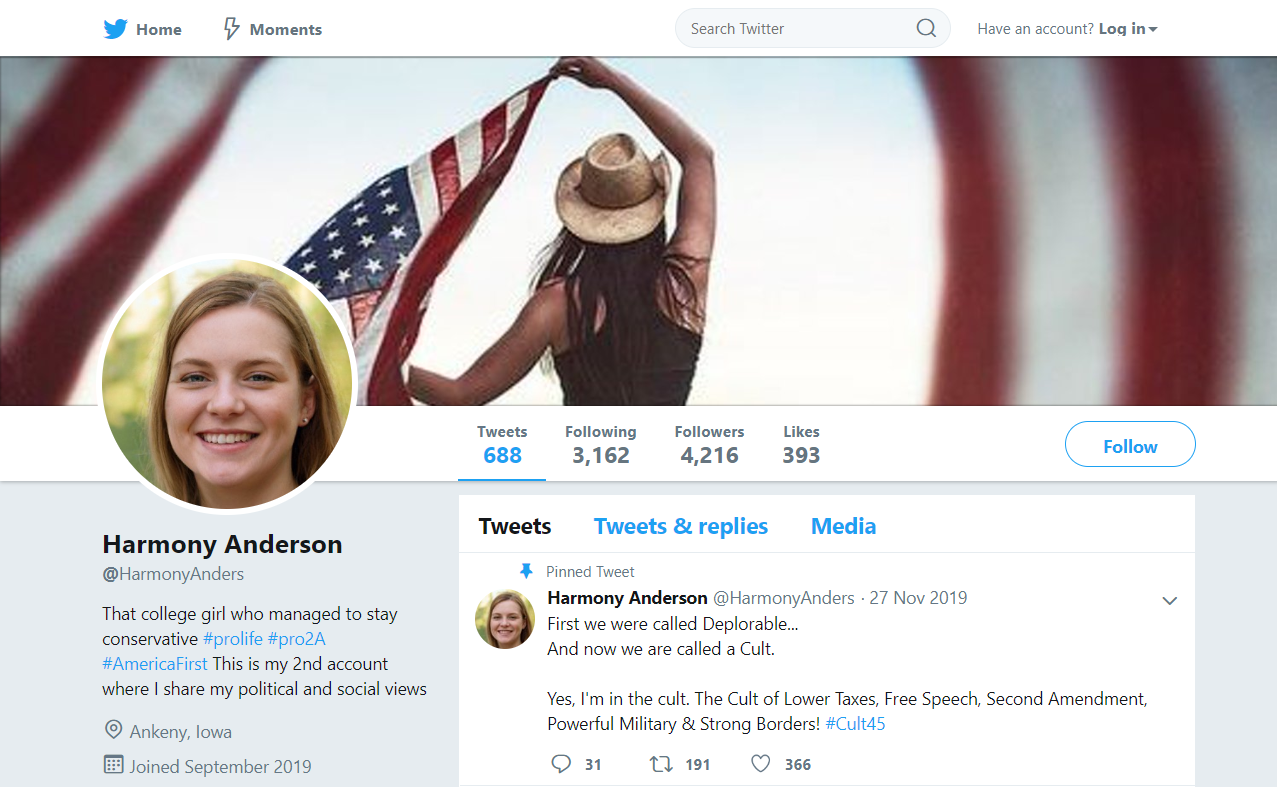 Home
Moments
Search Twitter
Have an account? Log in
Tweets
688
Following
3,162
Followers
4,216
Likes
393
Follow
Harmony Anderson
@HarmonyAnders
That college girl who managed to stay
conservative #prolife #pro2A
#AmericaFirst This is my 2nd account
where I share my political and social views
Ankeny, Iowa
Joined September 2019
Tweets
Tweets & replies
Media
Pinned Tweet
Harmony Anderson @HarmonyAnders · 27 Nov 2019
First we were called Deplorable...
And now we are called a Cult.
Yes, I'm in the cult. The Cult of Lower Taxes, Free Speech, Second Amendment,
Powerful Military & Strong Borders! #Cult45
31
191
366